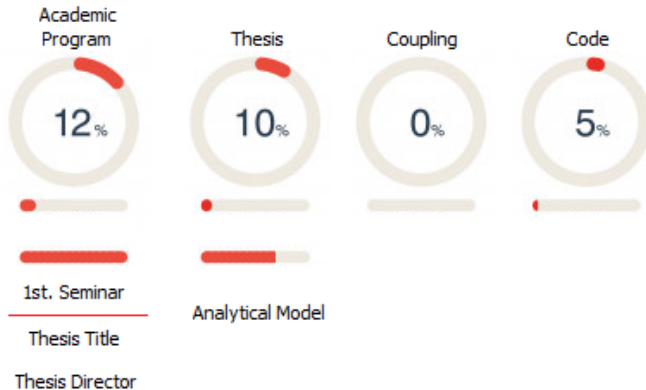 Academic
Program
Thesis
Coupling
Code
12%
10%
0%
5%
1st. Seminar
Analytical Model
Thesis Title
Thesis Director